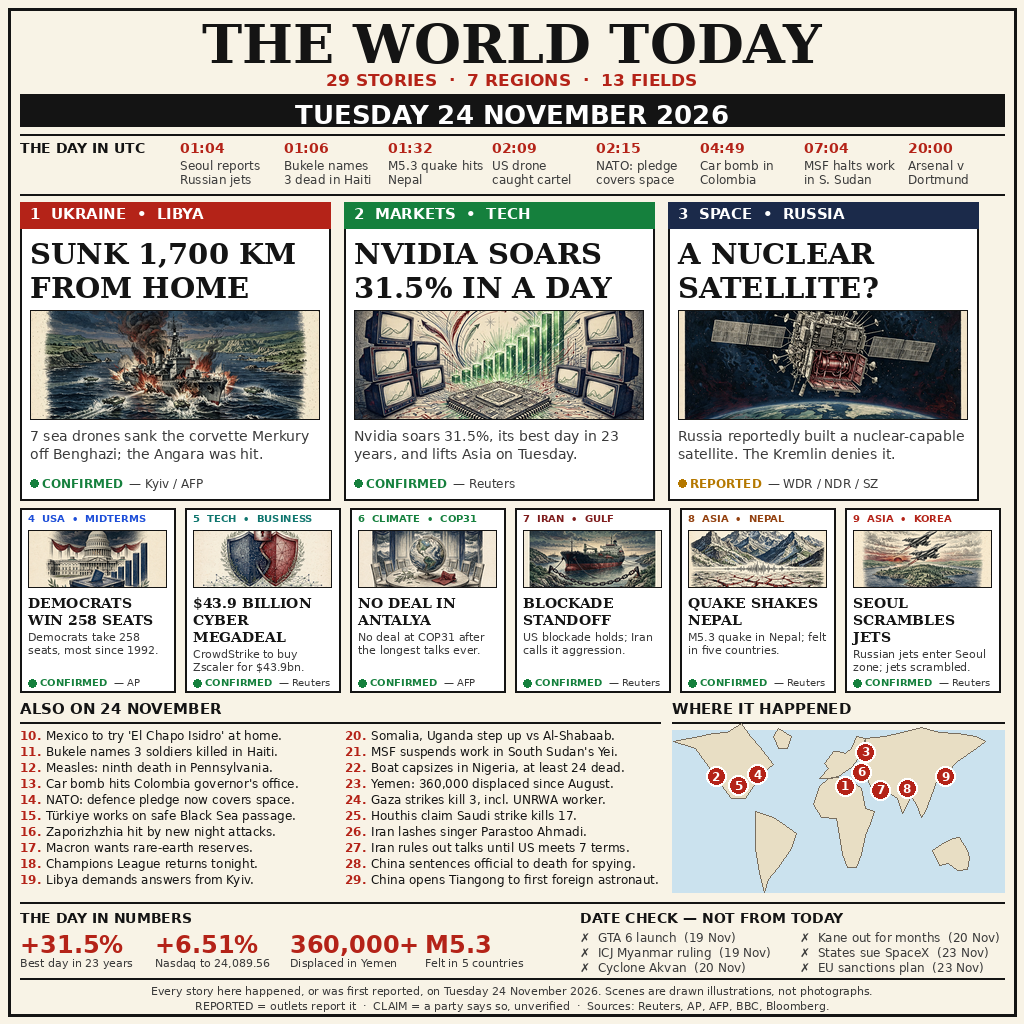 THE WORLD TODAY
29 STORIES · 7 REGIONS · 13 FIELDS
TUESDAY 24 NOVEMBER 2026
THE DAY IN UTC
01:04
Seoul reports
Russian jets
01:06
Bukele names
3 dead in Haiti
01:32
M5.3 quake hits
Nepal
02:09
US drone
caught cartel
02:15
NATO: pledge
covers space
04:49
Car bomb in
Colombia
07:04
MSF halts work
in S. Sudan
20:00
Arsenal v
Dortmund
1 UKRAINE • LIBYA
SUNK 1,700 KM
FROM HOME
7 sea drones sank the corvette Merkury
off Benghazi; the Angara was hit.
CONFIRMED — Kyiv / AFP
2 MARKETS • TECH
NVIDIA SOARS
31.5% IN A DAY
Nvidia soars 31.5%, its best day in 23
years, and lifts Asia on Tuesday.
CONFIRMED — Reuters
3 SPACE • RUSSIA
A NUCLEAR
SATELLITE?
Russia reportedly built a nuclear-capable
satellite. The Kremlin denies it.
REPORTED — WDR / NDR / SZ
4 USA • MIDTERMS
DEMOCRATS
WIN 258 SEATS
Democrats take 258
seats, most since 1992.
CONFIRMED — AP
5 TECH • BUSINESS
$43.9 BILLION
CYBER
MEGADEAL
CrowdStrike to buy
Zscaler for $43.9bn.
CONFIRMED — Reuters
6 CLIMATE • COP31
NO DEAL IN
ANTALYA
No deal at COP31 after
the longest talks ever.
CONFIRMED — AFP
7 IRAN • GULF
BLOCKADE
STANDOFF
US blockade holds; Iran
calls it aggression.
CONFIRMED — Reuters
8 ASIA • NEPAL
QUAKE SHAKES
NEPAL
M5.3 quake in Nepal; felt
in five countries.
CONFIRMED — Reuters
9 ASIA • KOREA
SEOUL
SCRAMBLES
JETS
Russian jets enter Seoul
zone; jets scrambled.
CONFIRMED — Reuters
ALSO ON 24 NOVEMBER
10. Mexico to try 'El Chapo Isidro' at home.
11. Bukele names 3 soldiers killed in Haiti.
12. Measles: ninth death in Pennsylvania.
13. Car bomb hits Colombia governor's office.
14. NATO: defence pledge now covers space.
15. Türkiye works on safe Black Sea passage.
16. Zaporizhzhia hit by new night attacks.
17. Macron wants rare-earth reserves.
18. Champions League returns tonight.
19. Libya demands answers from Kyiv.
20. Somalia, Uganda step up vs Al-Shabaab.
21. MSF suspends work in South Sudan's Yei.
22. Boat capsizes in Nigeria, at least 24 dead.
23. Yemen: 360,000 displaced since August.
24. Gaza strikes kill 3, incl. UNRWA worker.
25. Houthis claim Saudi strike kills 17.
26. Iran lashes singer Parastoo Ahmadi.
27. Iran rules out talks until US meets 7 terms.
28. China sentences official to death for spying.
29. China opens Tiangong to first foreign astronaut.
WHERE IT HAPPENED
3
2
5
4
6
1
7
8
9
THE DAY IN NUMBERS
+31.5%
Best day in 23 years
+6.51%
Nasdaq to 24,089.56
360,000+
Displaced in Yemen
M5.3
Felt in 5 countries
DATE CHECK — NOT FROM TODAY
✗ GTA 6 launch (19 Nov)
✗ ICJ Myanmar ruling (19 Nov)
✗ Cyclone Akvan (20 Nov)
✗ Kane out for months (20 Nov)
✗ States sue SpaceX (23 Nov)
✗ EU sanctions plan (23 Nov)
Every story here happened, or was first reported, on Tuesday 24 November 2026. Scenes are drawn illustrations, not photographs.
REPORTED = outlets report it · CLAIM = a party says so, unverified · Sources: Reuters, AP, AFP, BBC, Bloomberg.